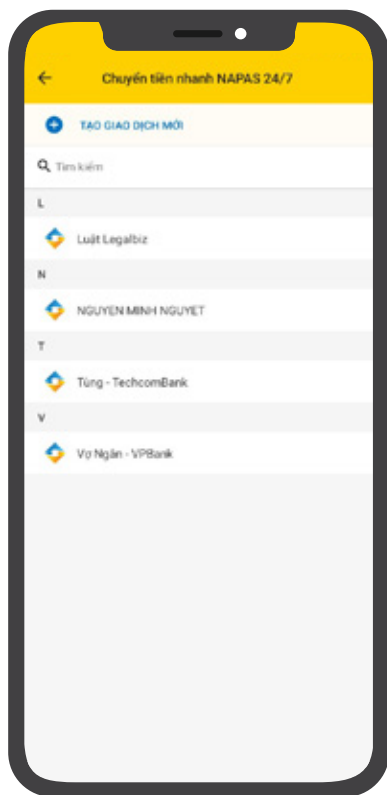 Chuyển tiền nhanh NAPAS 24/7
TẠO GIAO DỊCH MỚI
Tìm kiếm
L
Luật Legalbiz
N
NGUYEN MINH NGUYET
T
Tùng - TechcomBank
V
Vợ Ngân - VPBank